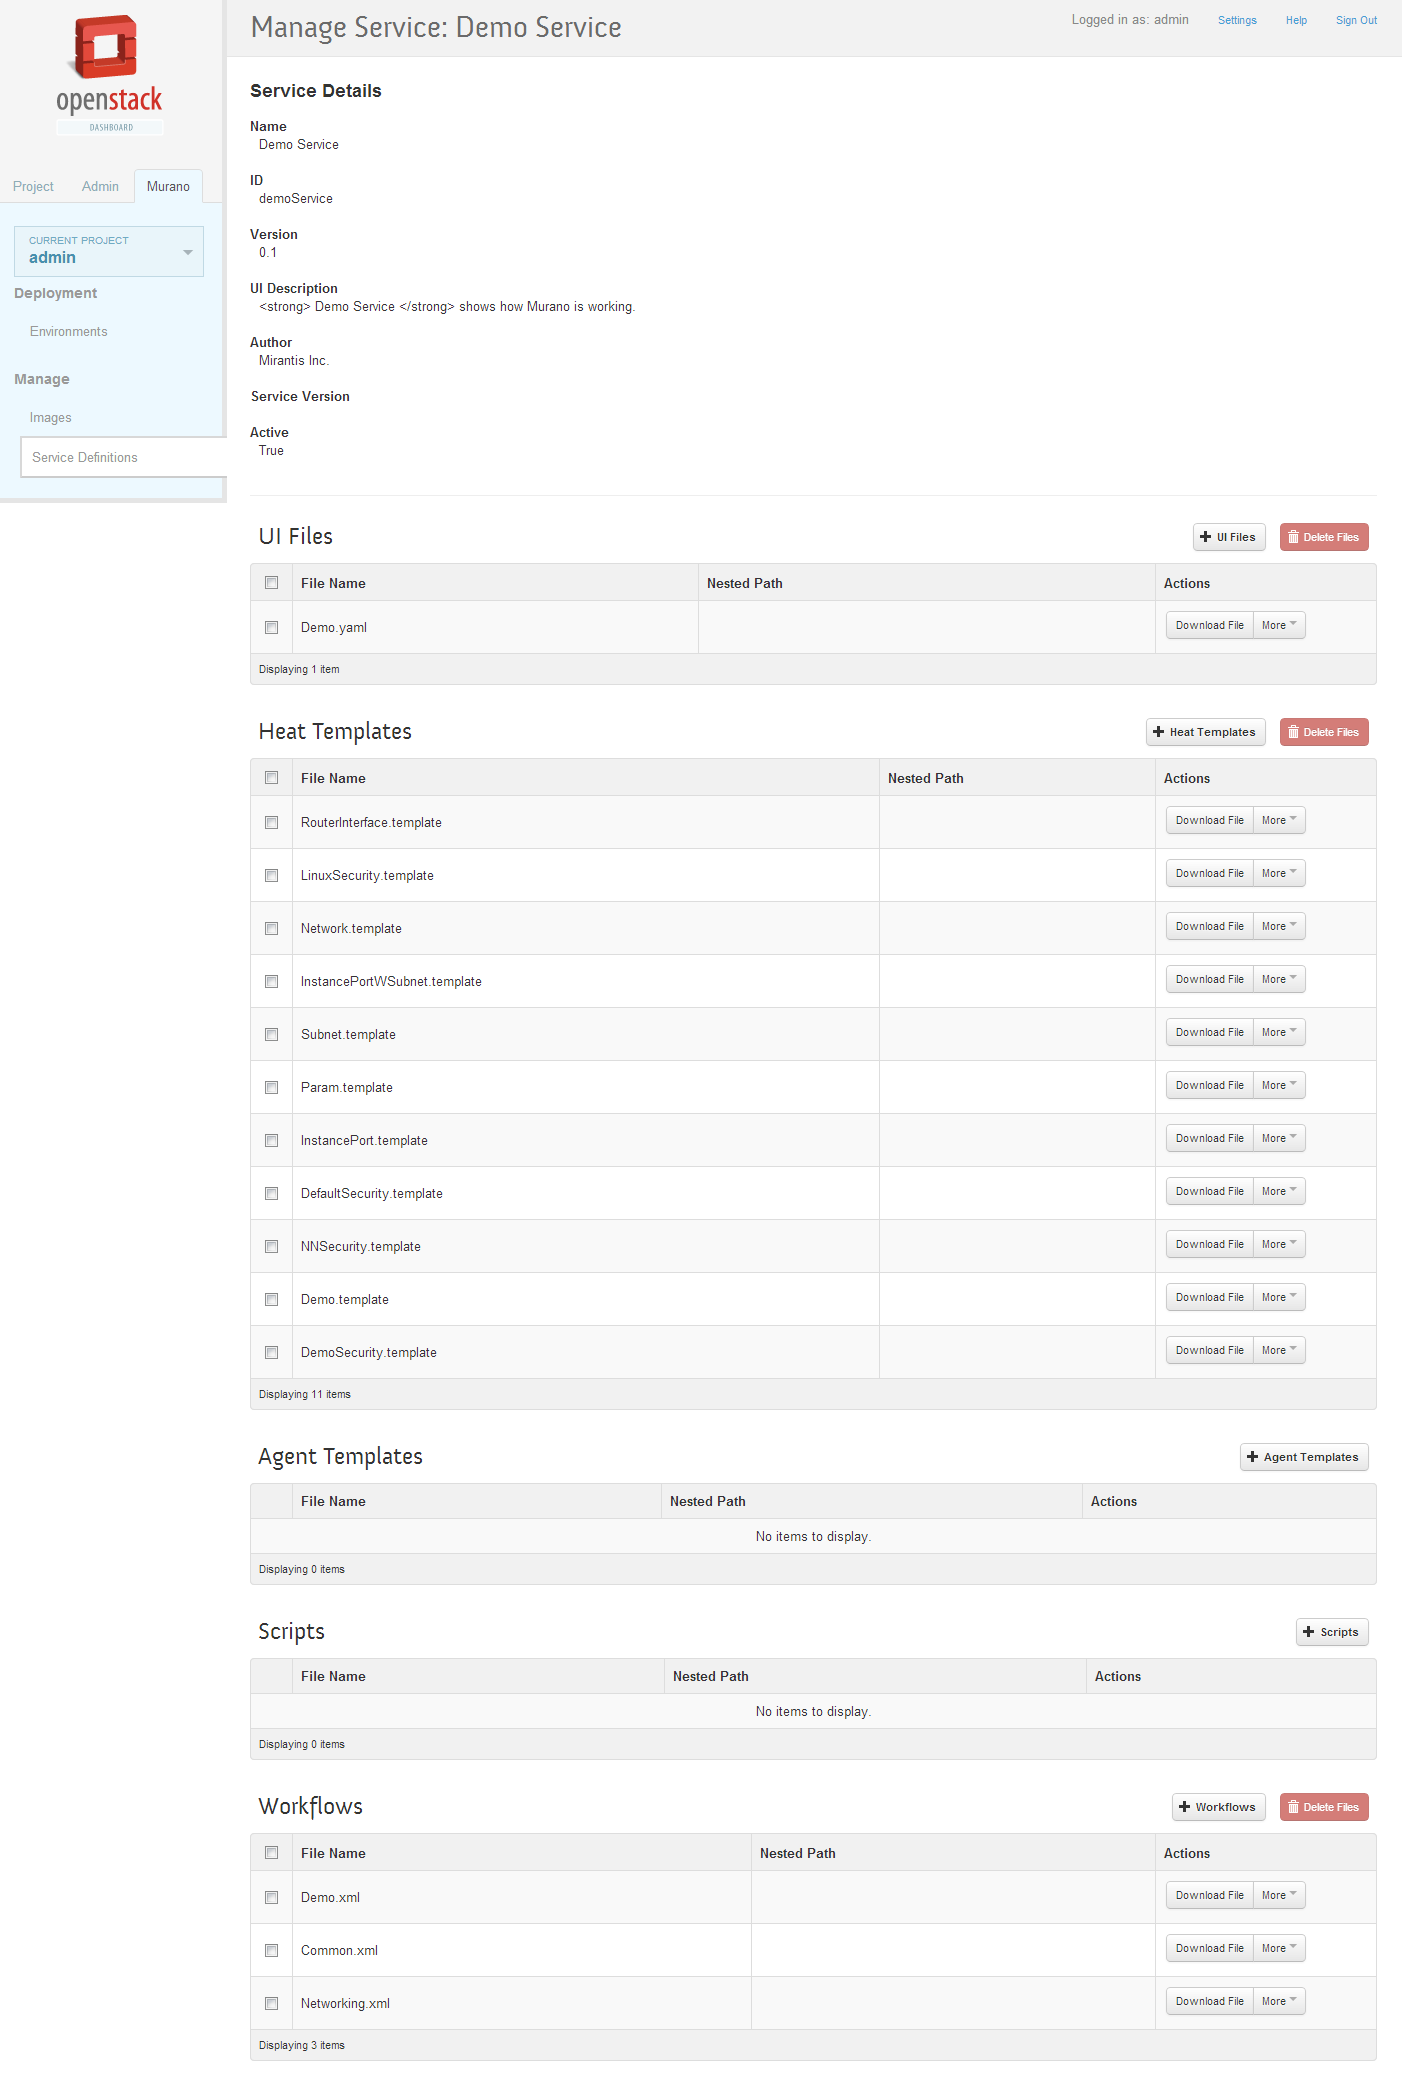 openstack
DASHBOARD
Manage Service: Demo Service
Logged in as: admin Settings Help Sign Out
Project Admin Murano
CURRENT PROJECT
admin
Deployment
Environments
Manage
Images
Service Definitions
Service Details
Name
Demo Service
ID
demoService
Version
0.1
UI Description
<strong> Demo Service </strong> shows how Murano is working.
Author
Mirantis Inc.
Service Version
Active
True
UI Files
UI Files Delete Files
File Name Nested Path Actions
Demo.yaml Download File More
Displaying 1 item
Heat Templates
Heat Templates Delete Files
File Name Nested Path Actions
RouterInterface.template Download File More
LinuxSecurity.template Download File More
Network.template Download File More
InstancePortWSubnet.template Download File More
Subnet.template Download File More
Param.template Download File More
InstancePort.template Download File More
DefaultSecurity.template Download File More
NNSecurity.template Download File More
Demo.template Download File More
DemoSecurity.template Download File More
Displaying 11 items
Agent Templates
Agent Templates
File Name Nested Path Actions
No items to display.
Displaying 0 items
Scripts
Scripts
File Name Nested Path Actions
No items to display.
Displaying 0 items
Workflows
Workflows Delete Files
File Name Nested Path Actions
Demo.xml Download File More
Common.xml Download File More
Networking.xml Download File More
Displaying 3 items